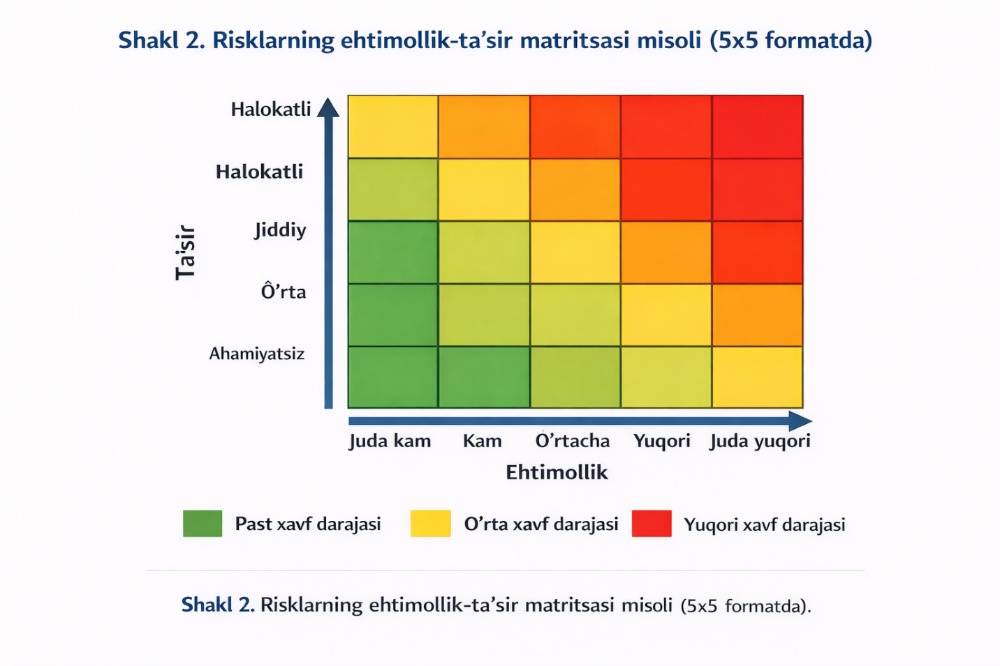 Shakl 2. Risklarning ehtimollik-ta’sir matritsasi misoli (5x5 formatda)
Halokatli
Halokatli
Jiddiy
Ô’rta
Ahamiyatsiz
Ta'sir
Juda kam Kam O’rtacha Yuqori Juda yuqori
Ehtimollik
Past xavf darajasi O’rta xavf darajasi Yuqori xavf darajasi
Shakl 2. Risklarning ehtimollik-ta’sir matritsasi misoli (5x5 formatda).